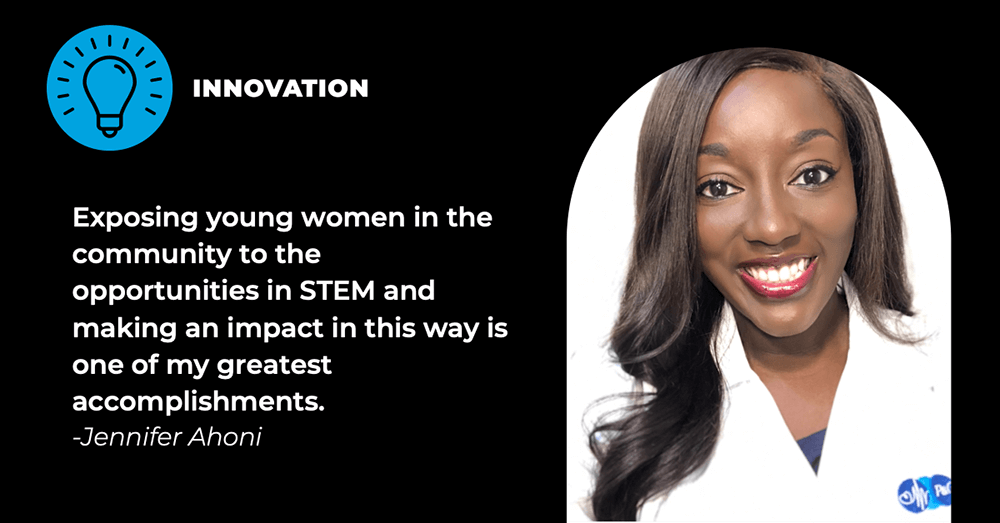 INNOVATION
Exposing young women in the
community to the
opportunities in STEM and
making an impact in this way is
one of my greatest
accomplishments.
-Jennifer Ahoni